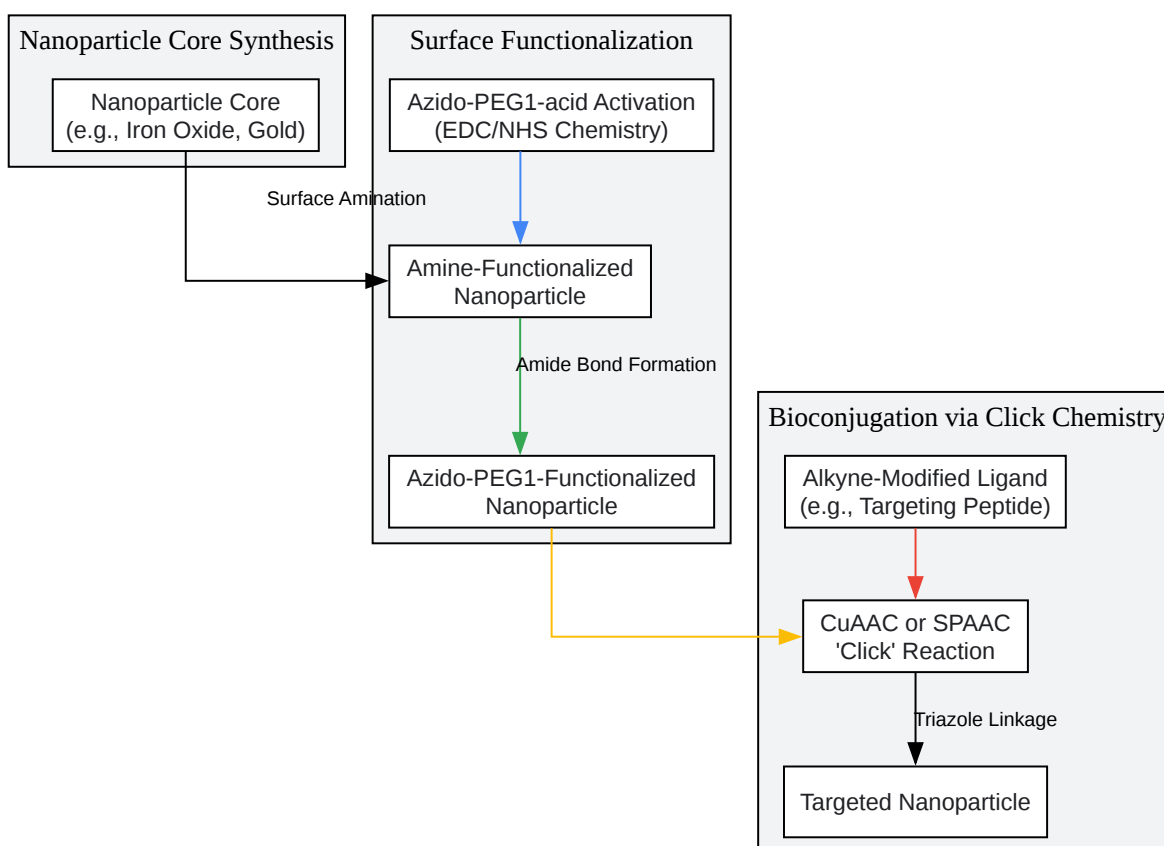 Nanoparticle Core Synthesis
Nanoparticle Core
(e.g., Iron Oxide, Gold)
Surface Amination
Surface Functionalization
Azido-PEG1-acid Activation
(EDC/NHS Chemistry)
Amine-Functionalized
Nanoparticle
Amide Bond Formation
Azido-PEG1-Functionalized
Nanoparticle
Bioconjugation via Click Chemistry
Alkyne-Modified Ligand
(e.g., Targeting Peptide)
CuAAC or SPAAC
'Click' Reaction
Triazole Linkage
Targeted Nanoparticle